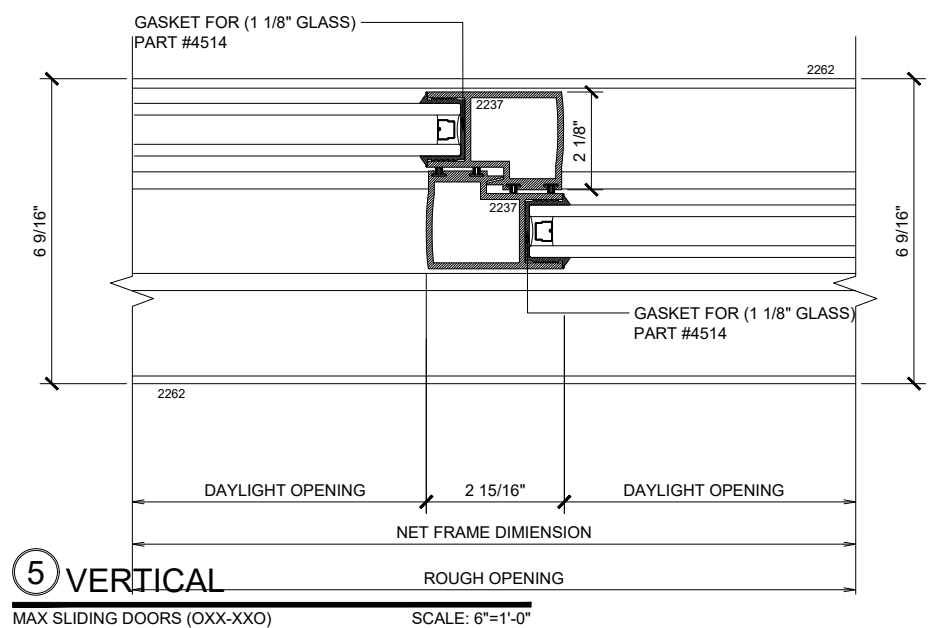 GASKET FOR (1 1/8" GLASS)
PART #4514
2262
2237
2 1/8"
6 9/16"
6 9/16"
2237
GASKET FOR (1 1/8" GLASS)
PART #4514
2262
DAYLIGHT OPENING
2 15/16"
DAYLIGHT OPENING
NET FRAME DIMIENSION
ROUGH OPENING
5 VERTICAL
MAX SLIDING DOORS (OXX-XXO) SCALE: 6"=1'-0"